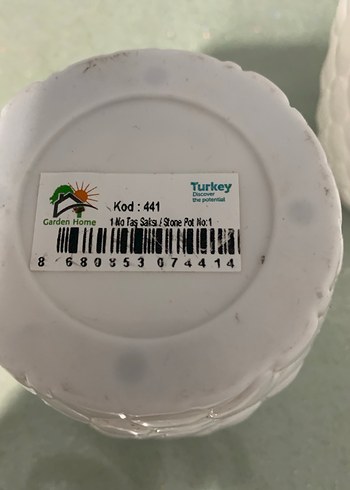 Garden Home
Kod : 441
Turkey
Discover
the potential
1 No Taş Saksı / Stone Pot No:1
8 680853 074414